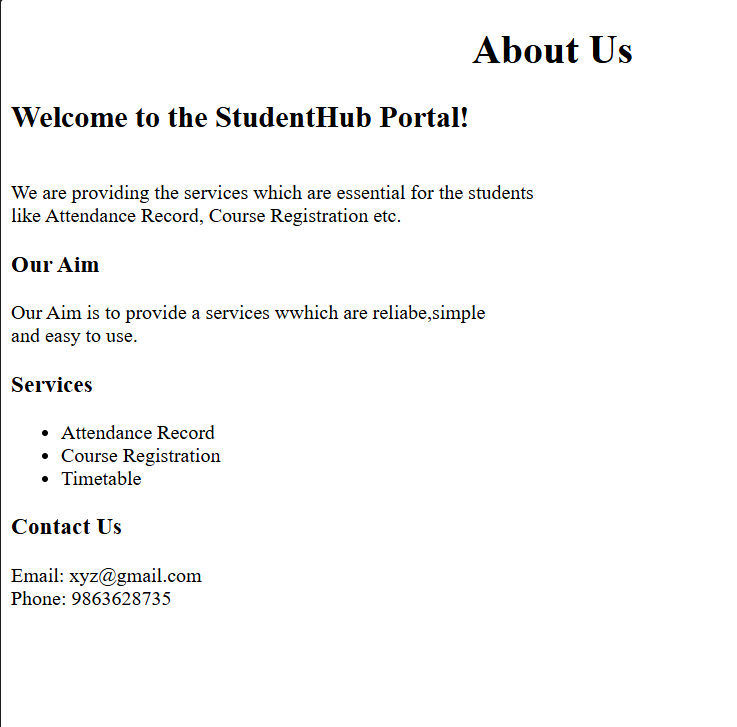 About Us
Welcome to the StudentHub Portal!
We are providing the services which are essential for the students
like Attendance Record, Course Registration etc.
Our Aim
Our Aim is to provide a services wwhich are reliabe,simple
and easy to use.
Services
• Attendance Record
• Course Registration
• Timetable
Contact Us
Email: xyz@gmail.com
Phone: 9863628735